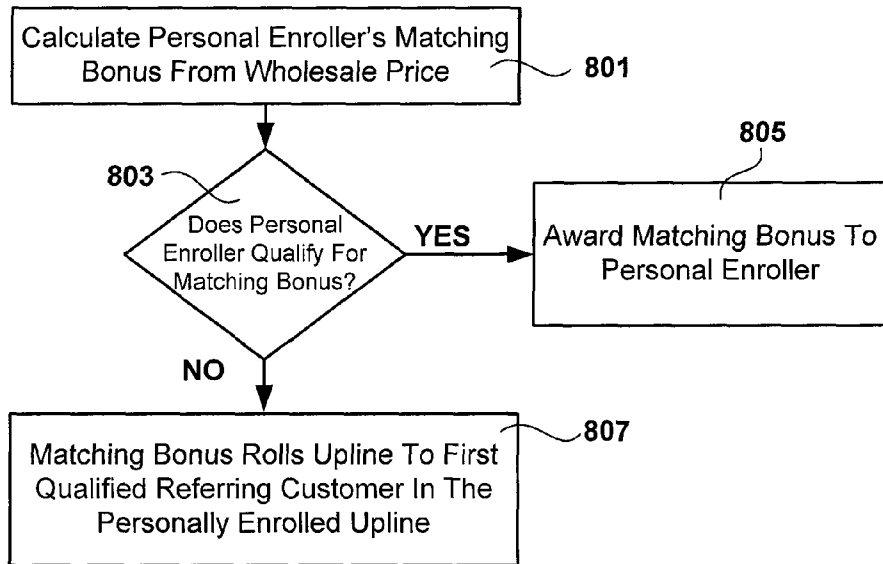 Calculate Personal Enroller's Matching
Bonus From Wholesale Price
801
803
Does Personal
Enroller Qualify For
Matching Bonus?
YES
805
Award Matching Bonus To
Personal Enroller
NO
807
Matching Bonus Rolls Upline To First
Qualified Referring Customer In The
Personally Enrolled Upline